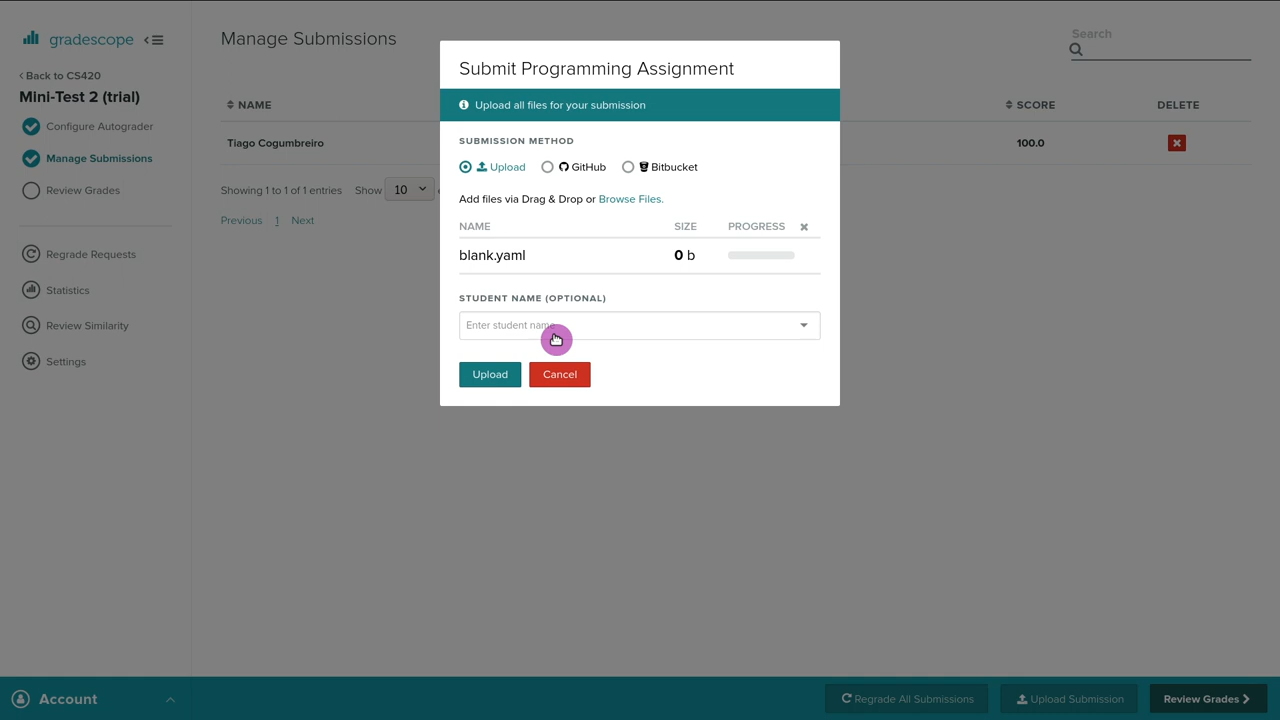 gradescope
Back to CS420
Mini-Test 2 (trial)
Configure Autograder
Manage Submissions
Review Grades
Regrade Requests
Statistics
Review Similarity
Settings
Account
Manage Submissions
Search
NAME
SCORE
DELETE
Tiago Cogumbreiro
100.0
Showing 1 to 1 of 1 entries Show 10
Previous 1 Next
Submit Programming Assignment
Upload all files for your submission
SUBMISSION METHOD
Upload GitHub Bitbucket
Add files via Drag & Drop or Browse Files.
NAME SIZE PROGRESS
blank.yaml 0 b
STUDENT NAME (OPTIONAL)
Enter student name
Upload Cancel
Regrade All Submissions Upload Submission Review Grades